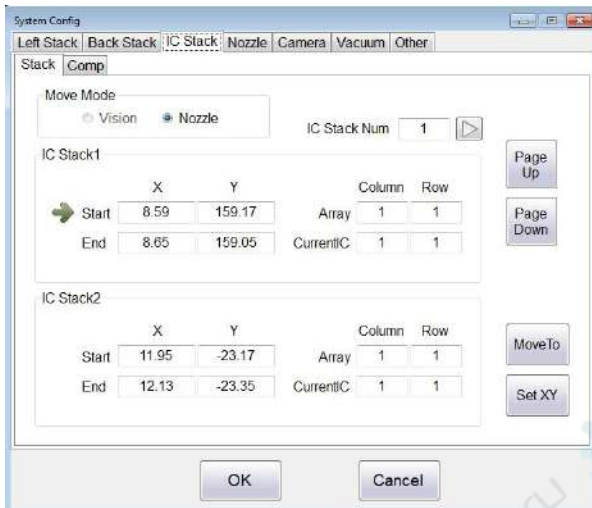 System Config
Left Stack Back Stack IC Stack Nozzle Camera Vacuum Other
Stack Comp
Move Mode
Vision Nozzle
IC Stack Num 1
IC Stack1
X Y Column Row
Start 8.59 159.17 Array 1 1
End 8.65 159.05 CurrentIC 1 1
Page Up
Page Down
IC Stack2
X Y Column Row
Start 11.95 -23.17 Array 1 1
End 12.13 -23.35 CurrentIC 1 1
MoveTo
Set XY
OK Cancel